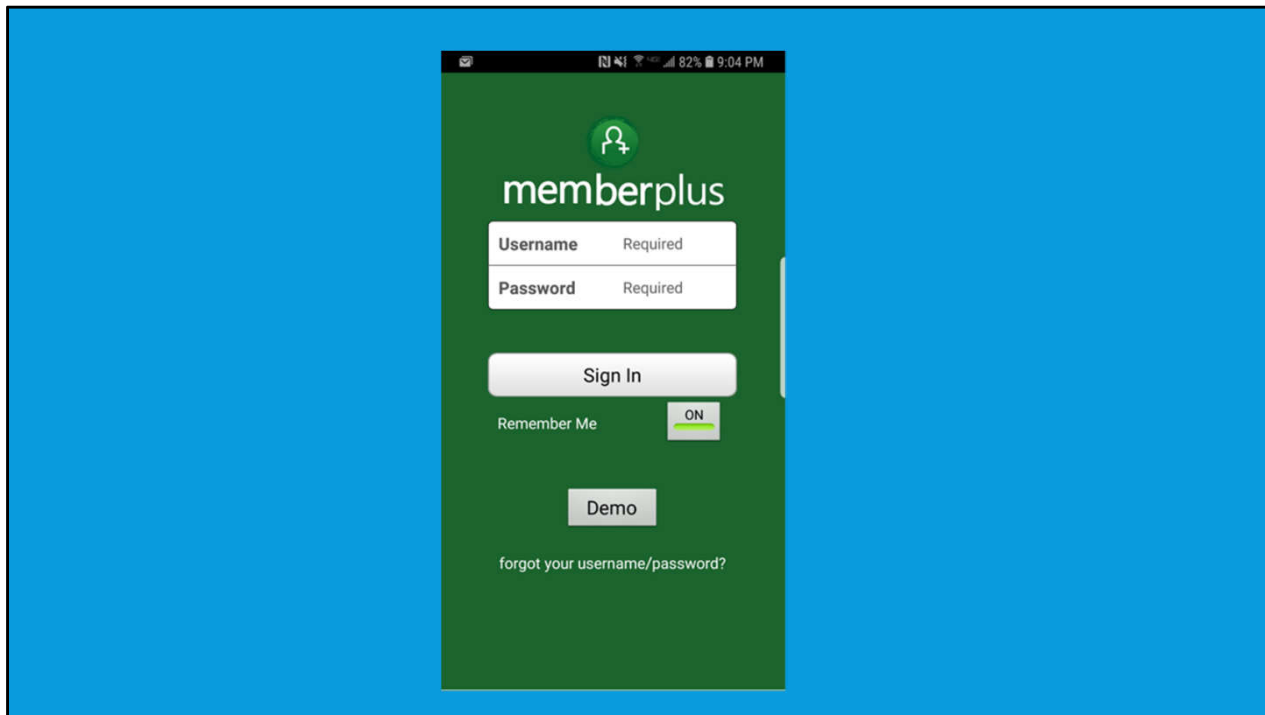 82% 9:04 PM
memberplus
Username Required
Password Required
Sign In
Remember Me ON
Demo
forgot your username/password?